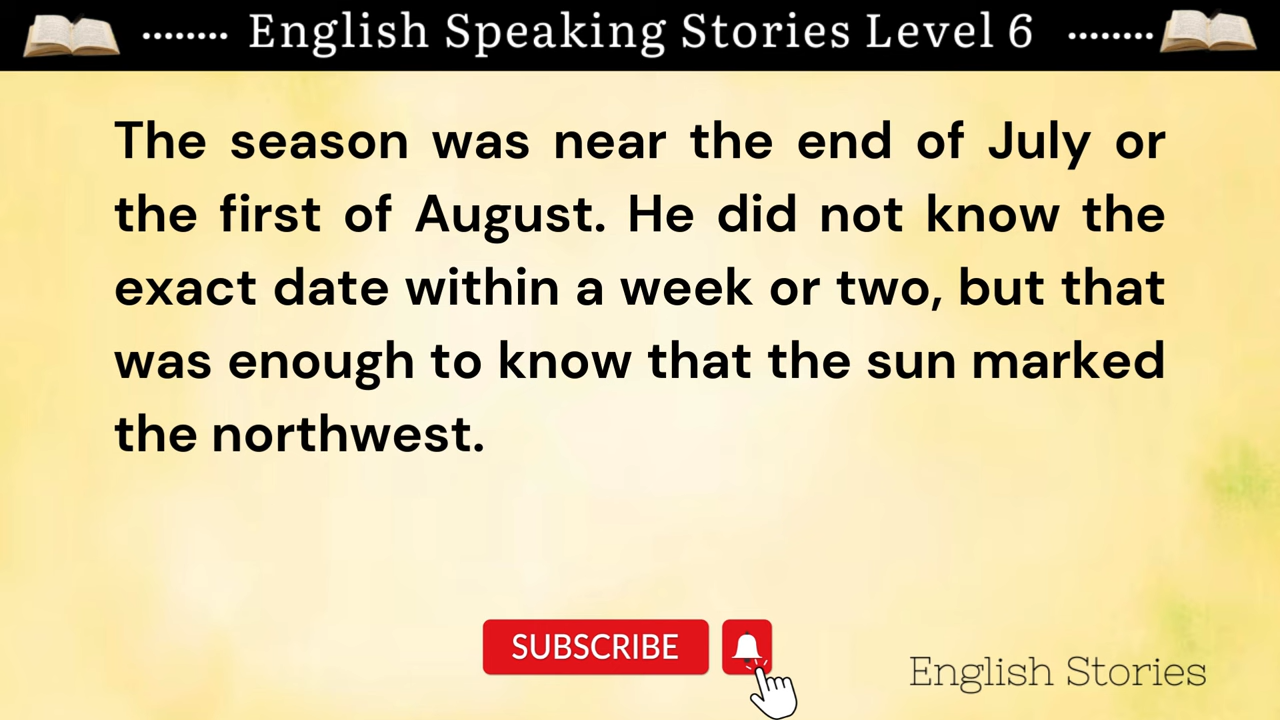 English Speaking Stories Level 6
The season was near the end of July or
the first of August. He did not know the
exact date within a week or two, but that
was enough to know that the sun marked
the northwest.
SUBSCRIBE
English Stories